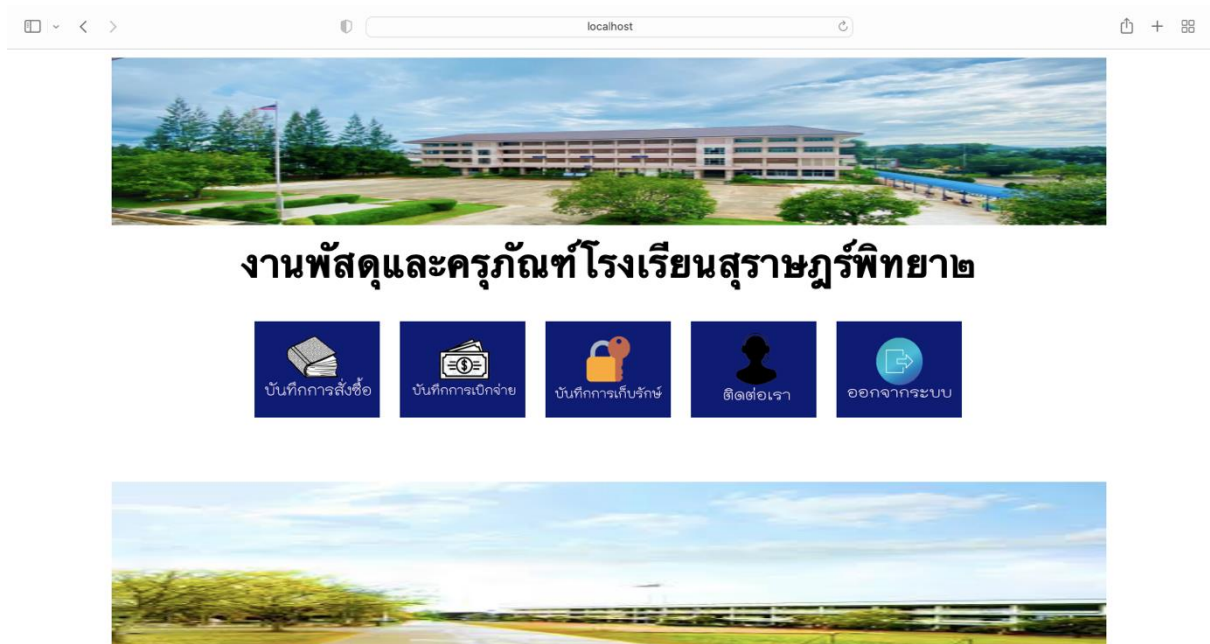 localhost
งานพัสดุและครุภัณฑ์โรงเรียนสุราษฎร์พิทยา๒
บันทึกการสั่งซื้อ
บันทึกการเบิกจ่าย
บันทึกการเก็บรักษ์
ติดต่อเรา
ออกจากระบบ